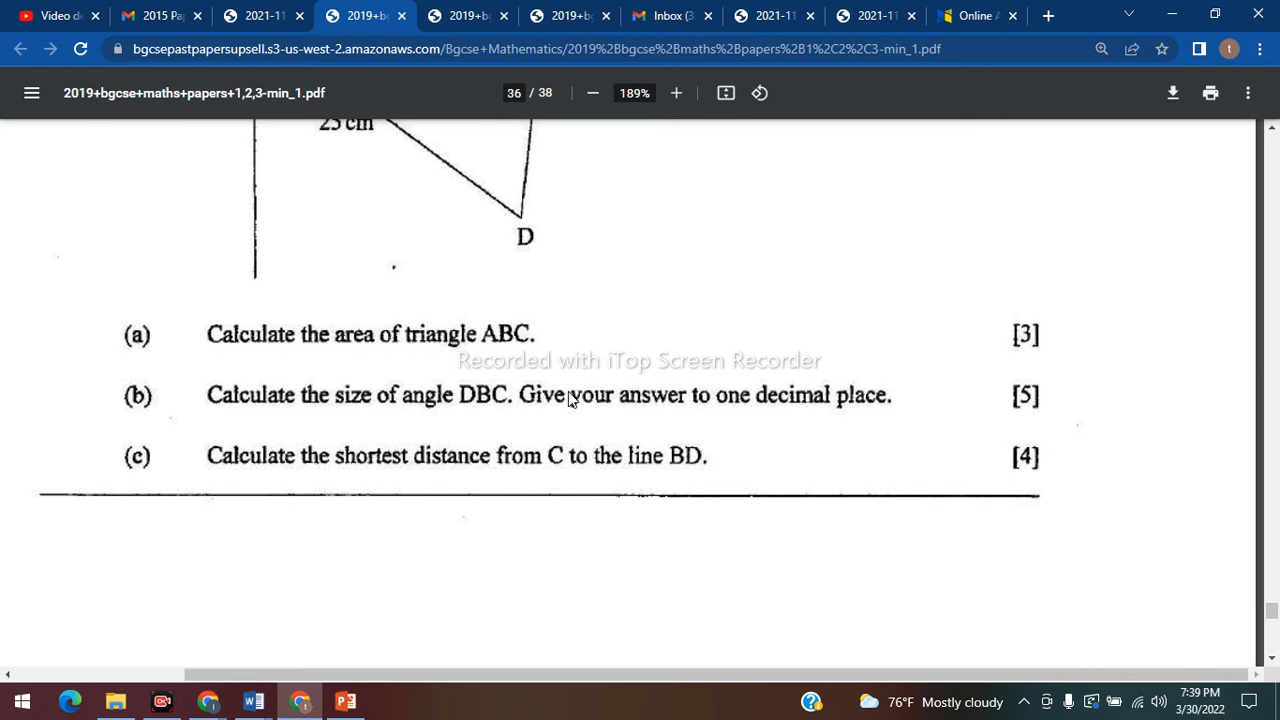 Video d
2015 Pa
2021-11
2019+b
2019+b
2019+b
Inbox (3
2021-11
2021-11
Online A
bgcsepastpapersupsell.s3-us-west-2.amazonaws.com/Bgcse+Mathematics/2019%2Bbgcse%2Bmaths%2Bpapers%2B1%2C2%2C3-min_1.pdf
t
2019+bgcse+maths+papers+1,2,3-min_1.pdf
36 / 38
189%
25 cm
D
(a) Calculate the area of triangle ABC. [3]
Recorded with iTop Screen Recorder
(b) Calculate the size of angle DBC. Give your answer to one decimal place. [5]
(c) Calculate the shortest distance from C to the line BD. [4]
76°F Mostly cloudy
7:39 PM
3/30/2022